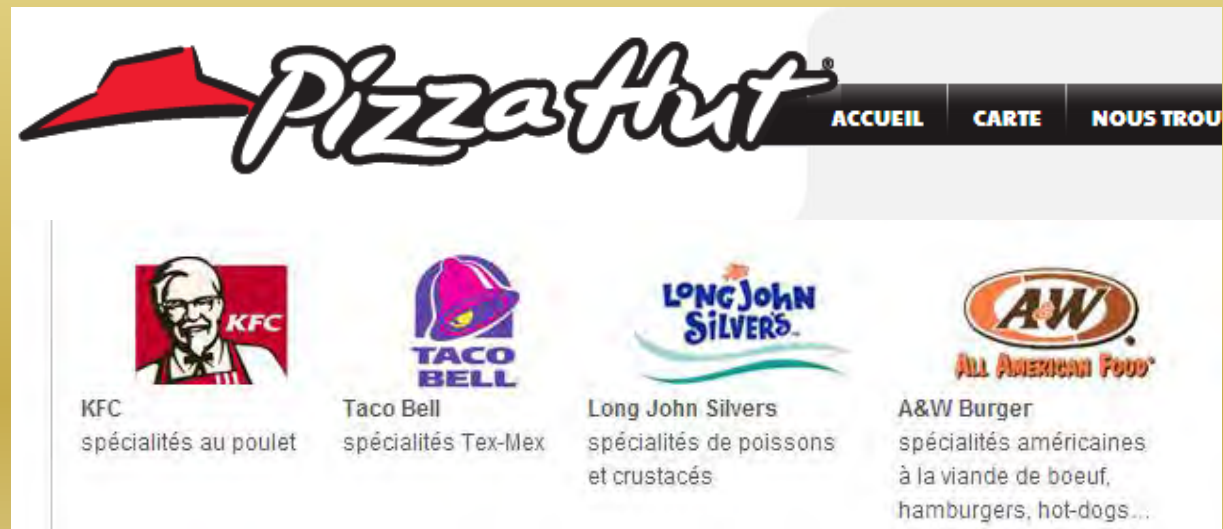 Pizza Hut®
ACCUEIL CARTE NOUS TROU
KFC
TACO
BELL
LONG JOHN
SILVER'S
A&W
ALL AMERICAN FOOD
KFC
spécialités au poulet
Taco Bell
spécialités Tex-Mex
Long John Silvers
spécialités de poissons
et crustacés
A&W Burger
spécialités américaines
à la viande de boeuf,
hamburgers, hot-dogs...